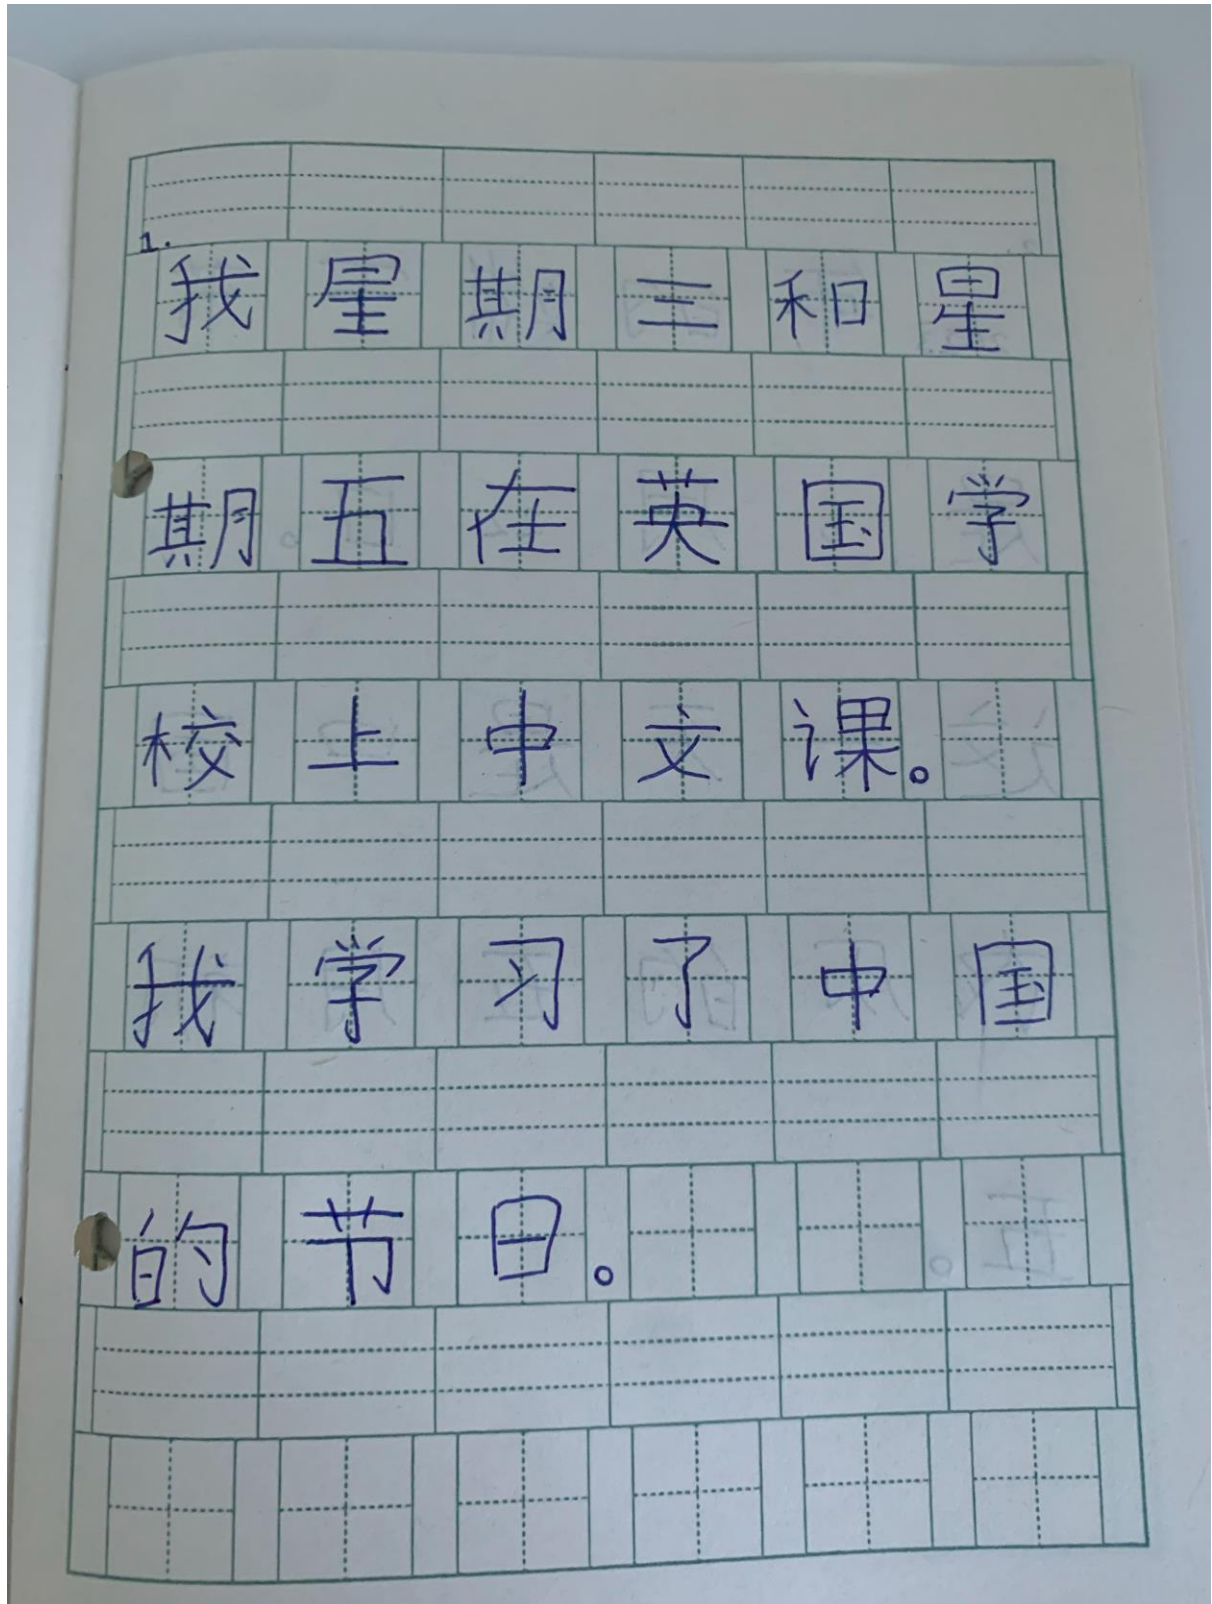 1.
我星期三和星
期五在英国学
校上中文课。
我学习了中国
的节日。